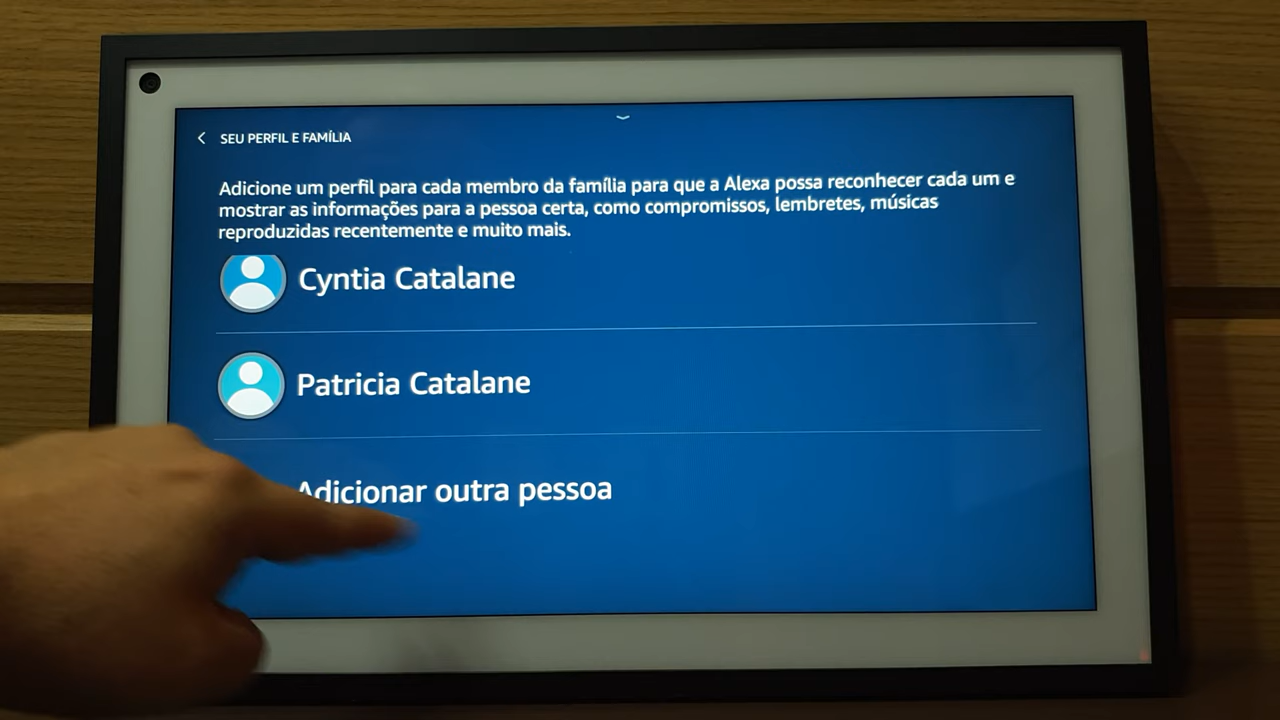 SEU PERFIL E FAMÍLIA
Adicione um perfil para cada membro da família para que a Alexa possa reconhecer cada um e
mostrar as informações para a pessoa certa, como compromissos, lembretes, músicas
reproduzidas recentemente e muito mais.
Cyntia Catalane
Patricia Catalane
Adicionar outra pessoa